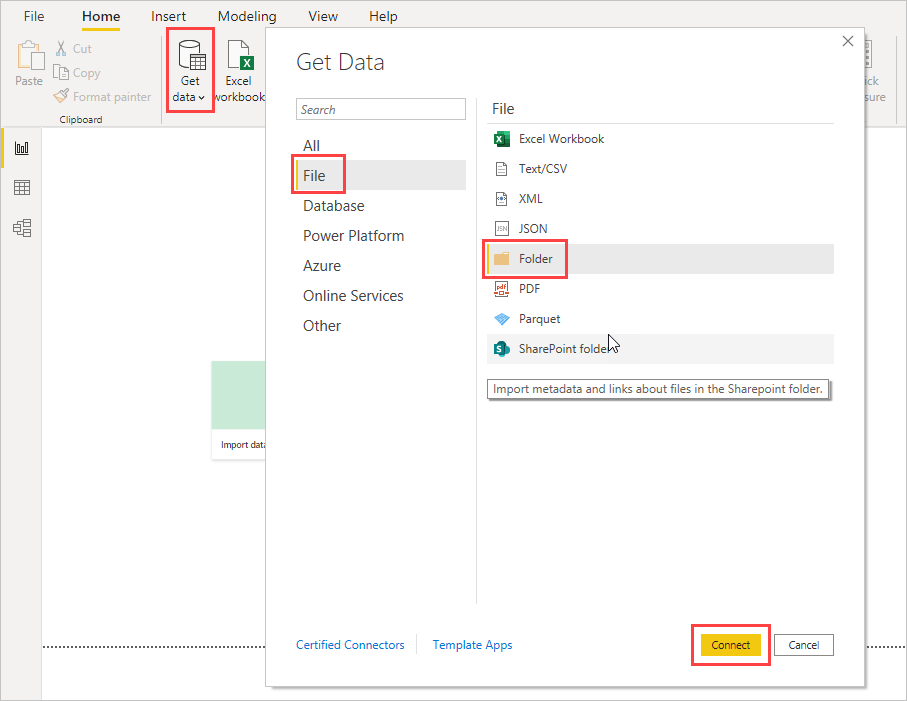 File Home Insert Modeling View Help
Paste
Cut
Copy
Format painter
Clipboard
Get
data
Excel
workbook
Get Data
Search
All
File
Database
Power Platform
Azure
Online Services
Other
File
Excel Workbook
Text/CSV
XML
JSON
Folder
PDF
Parquet
SharePoint folder
Import metadata and links about files in the Sharepoint folder.
Import data
Certified Connectors
Template Apps
Connect
Cancel